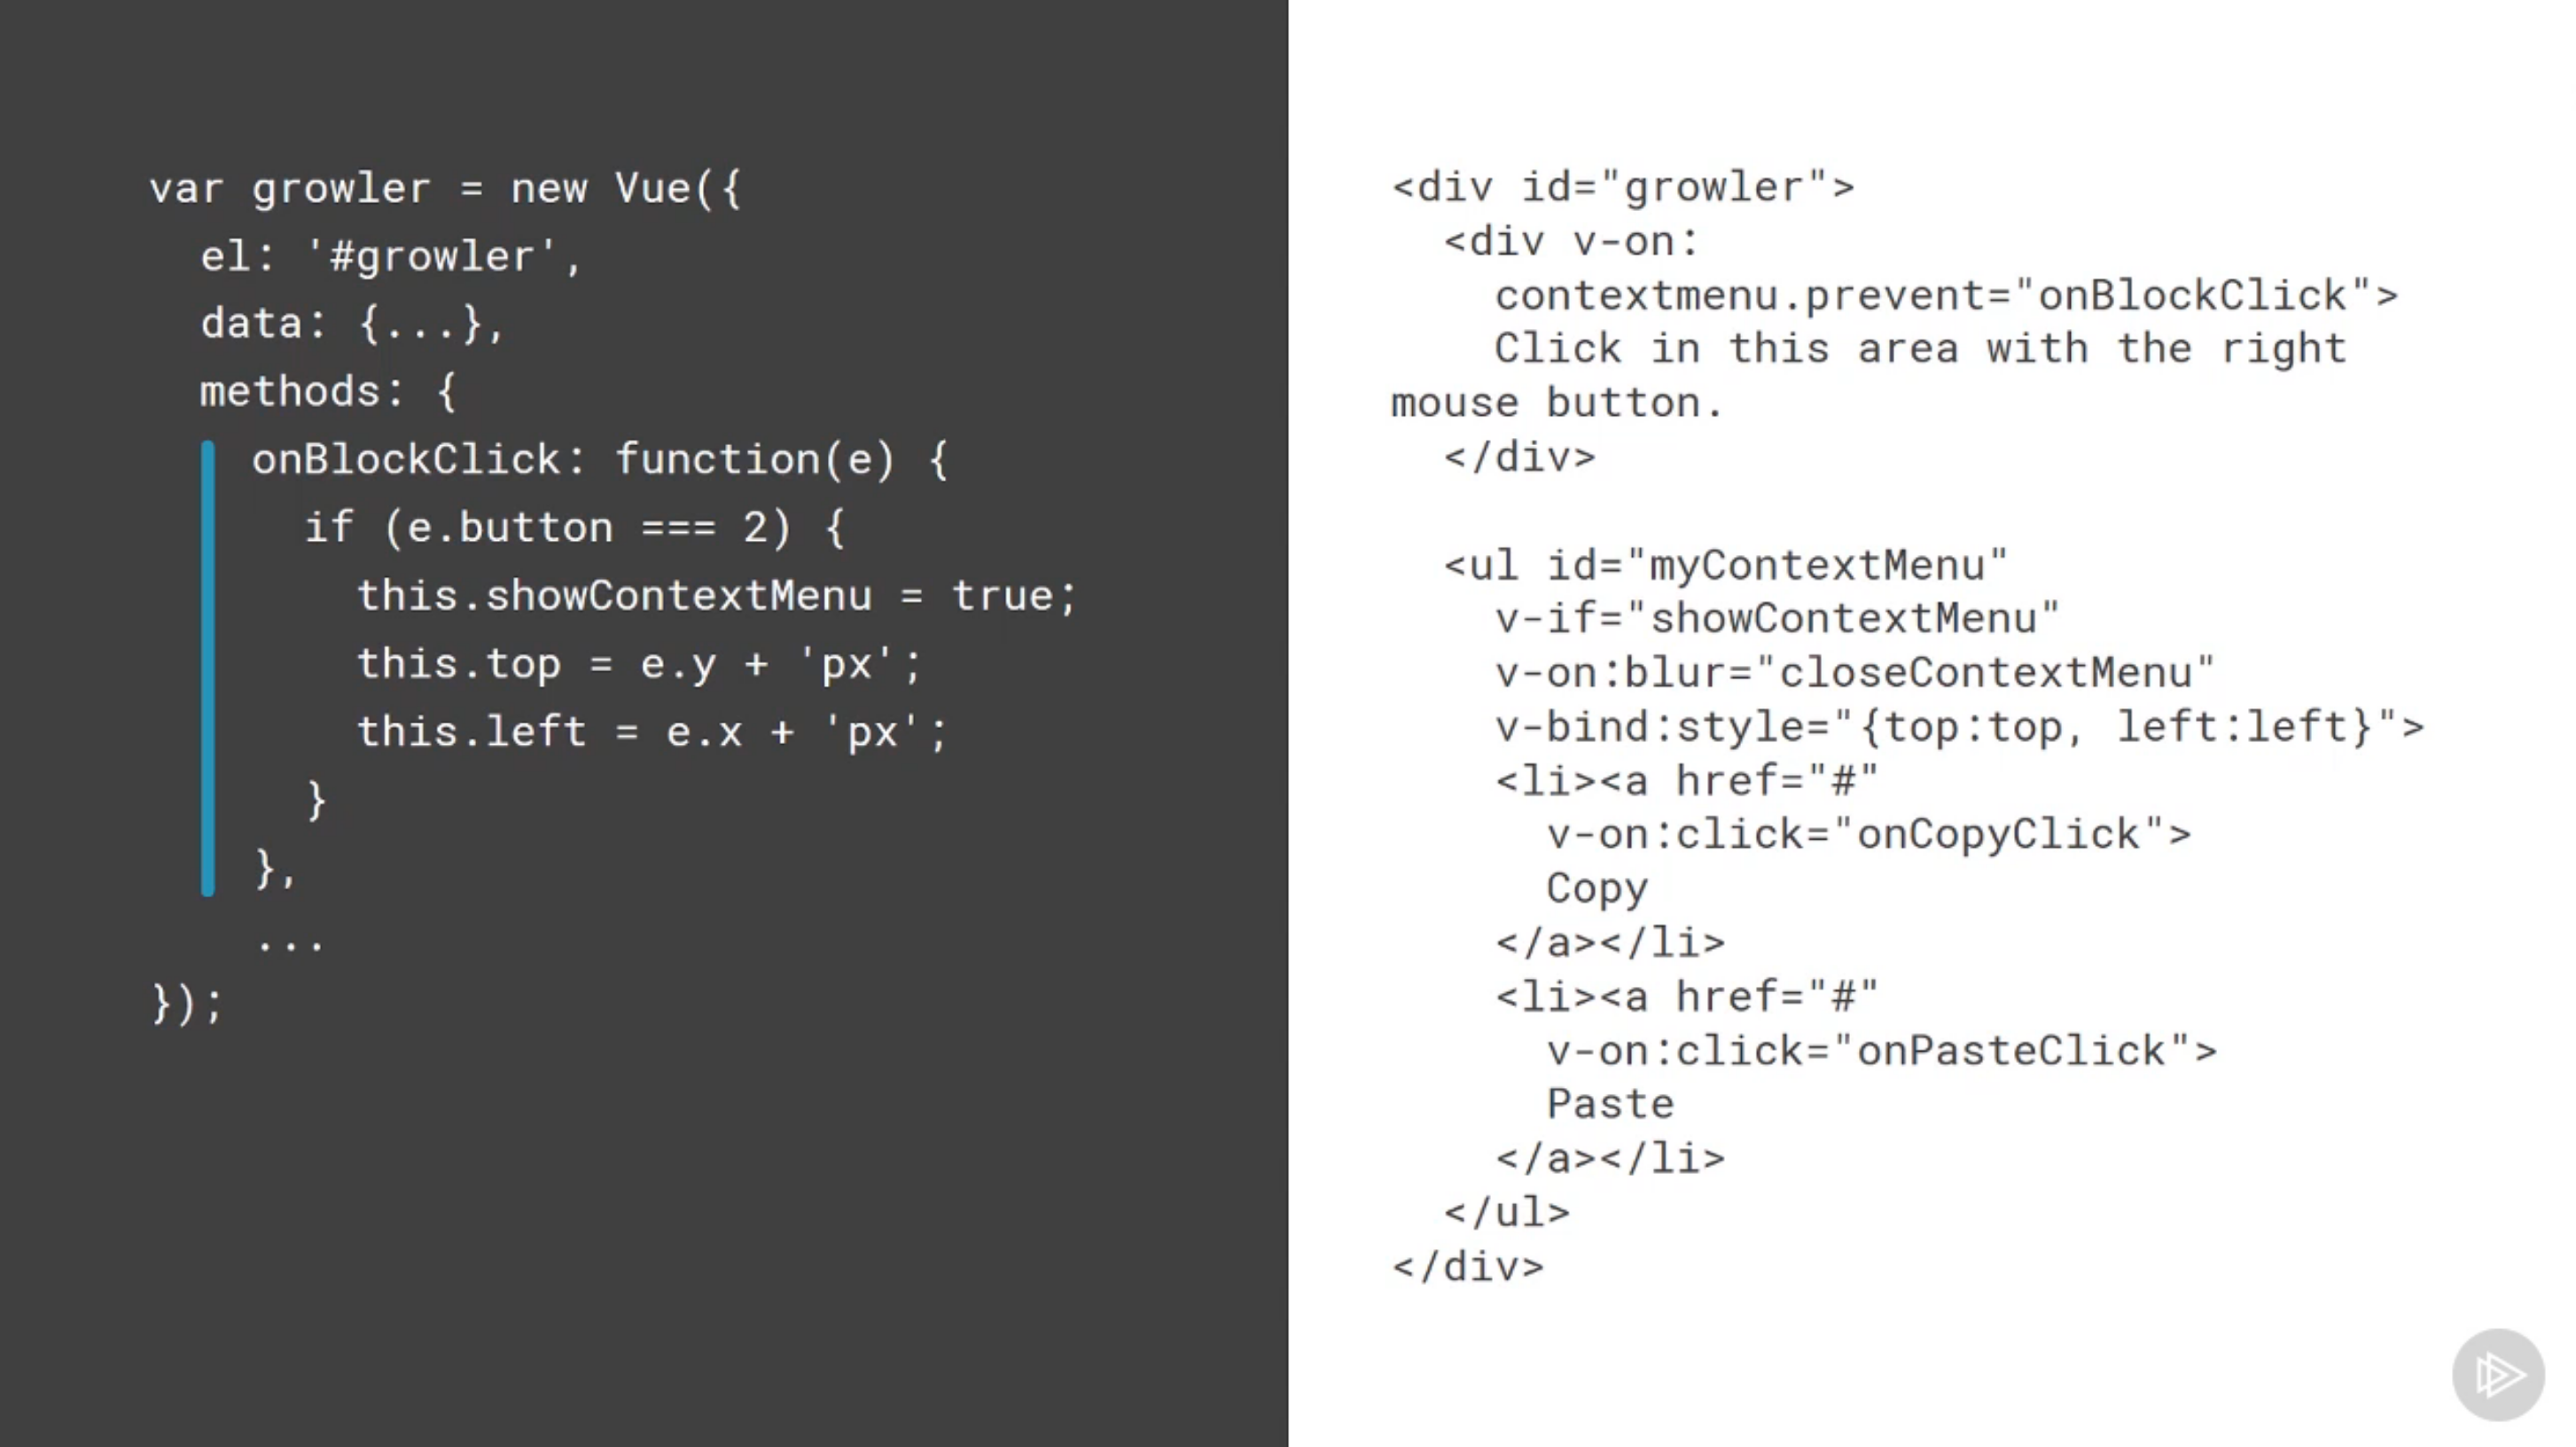 var growler = new Vue({
  el: '#growler',
  data: {...},
  methods: {
    onBlockClick: function(e) {
      if (e.button === 2) {
        this.showContextMenu = true;
        this.top = e.y + 'px';
        this.left = e.x + 'px';
      }
    },
    ...
});
<div id="growler">
  <div v-on:
    contextmenu.prevent="onBlockClick">
    Click in this area with the right
mouse button.
  </div>
  <ul id="myContextMenu"
    v-if="showContextMenu"
    v-on:blur="closeContextMenu"
    v-bind:style="{top:top, left:left}">
    <li><a href="#"
      v-on:click="onCopyClick">
      Copy
    </a></li>
    <li><a href="#"
      v-on:click="onPasteClick">
      Paste
    </a></li>
  </ul>
</div>